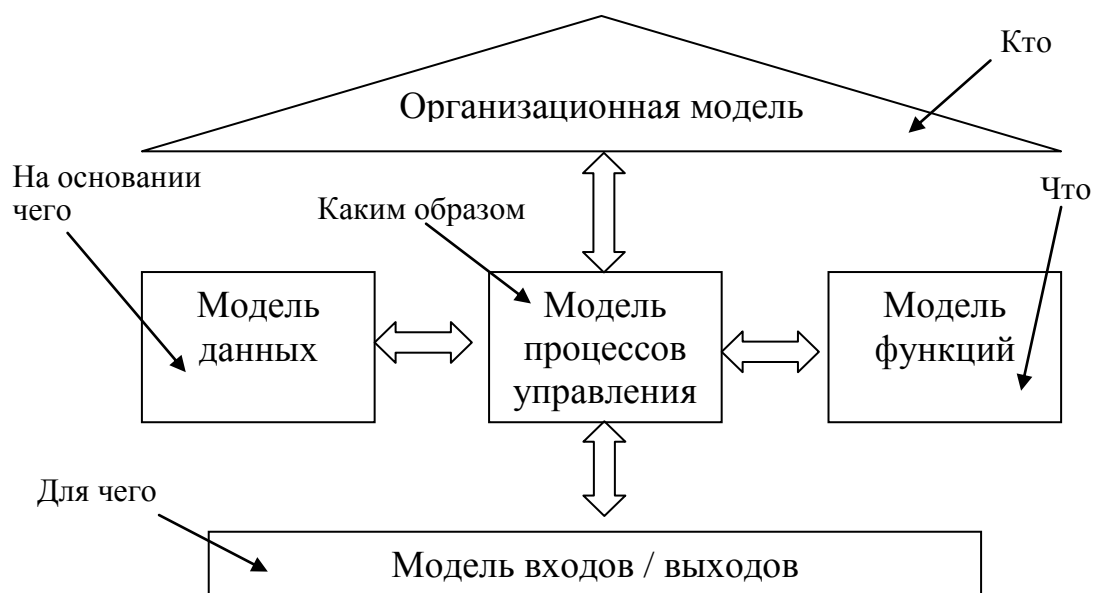 Кто
Организационная модель
На основании
чего
Каким образом
Что
Модель
данных
Модель
процессов
управления
Модель
функций
Для чего
Модель входов / выходов